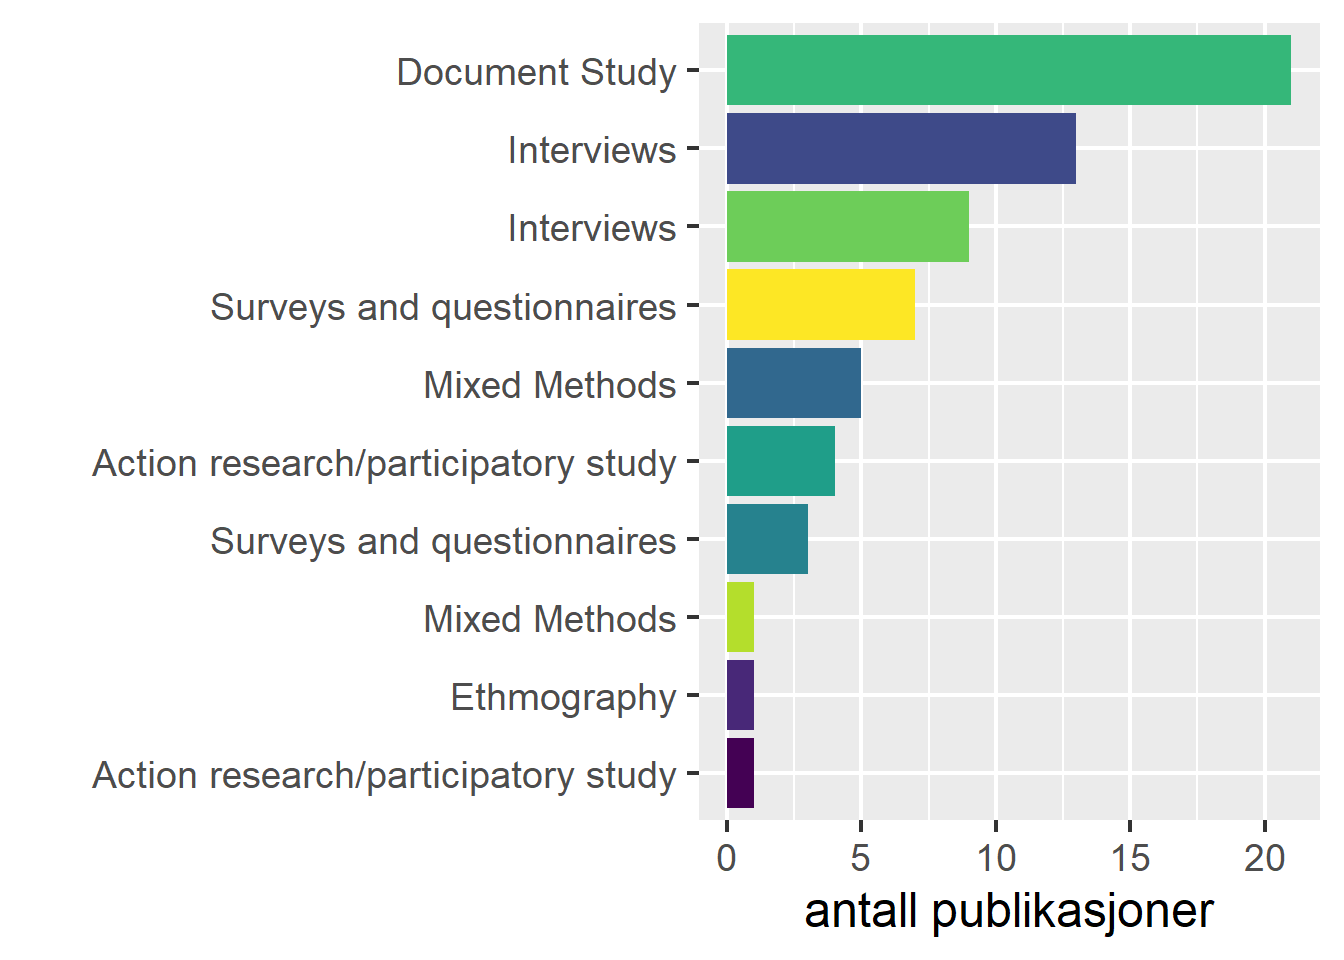 Document Study
Interviews
Interviews
Surveys and questionnaires
Mixed Methods
Action research/participatory study
Surveys and questionnaires
Mixed Methods
Ethmography
Action research/participatory study
0 5 10 15 20
antall publikasjoner